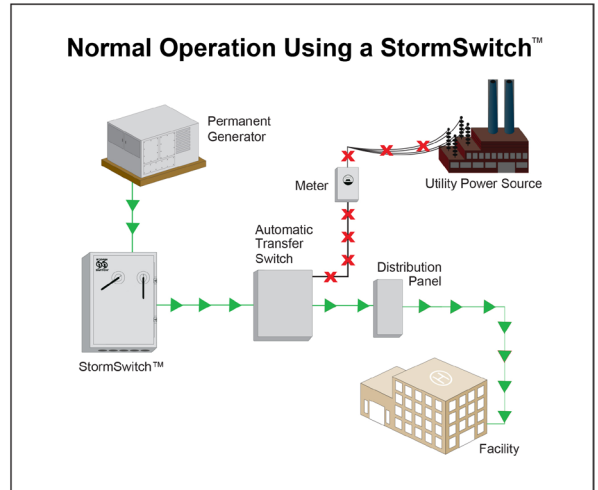 Normal Operation Using a StormSwitch™
Permanent
Generator
Meter
Utility Power Source
Automatic
Transfer
Switch
Distribution
Panel
StormSwitch™
H
Facility